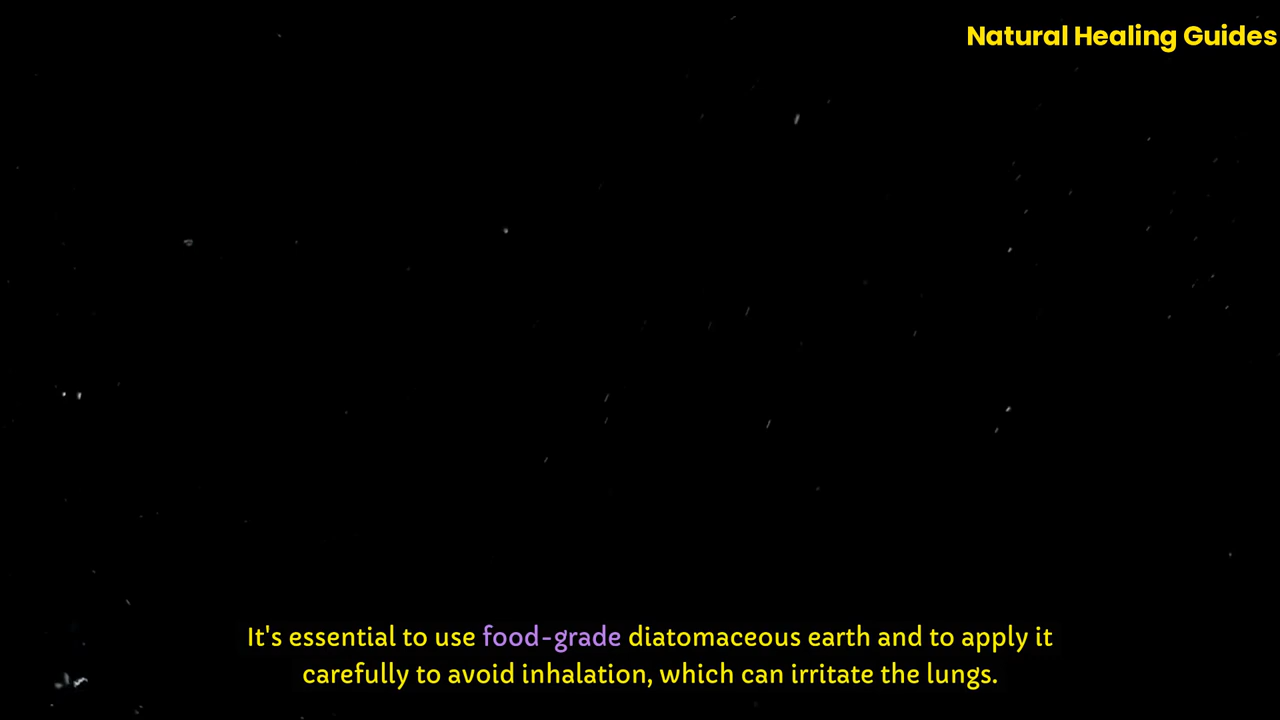 Natural Healing Guides
It's essential to use food-grade diatomaceous earth and to apply it
carefully to avoid inhalation, which can irritate the lungs.